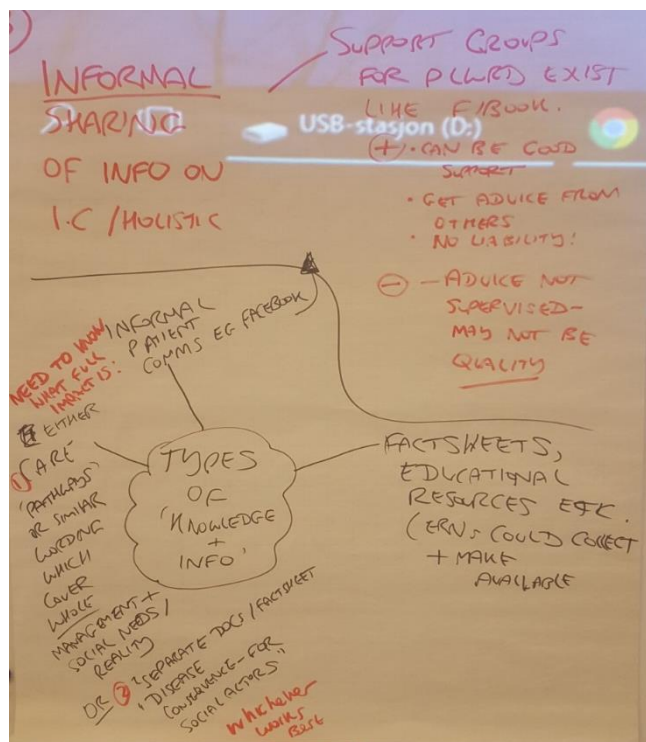 INFORMAL
SHARING
OF INFO ON
I.C / HOLISTIC
SUPPORT GROUPS
FOR PLWRD EXIST
LIKE F/BOOK.
USB-stasjon (D:)
+ · CAN BE GOOD
SUPPORT
· GET ADVICE FROM
OTHERS
· NO LIABILITY!
- – ADVICE NOT
SUPERVISED –
MAY NOT BE
QUALITY
INFORMAL
PATIENT
COMMS EG FACEBOOK
NEED TO KNOW
WHAT FULL
IMPACT IS:
EITHER
① CARE
'PATHWAYS'
OR SIMILAR
WORDING
WHICH
COVER
WHOLE
MANAGEMENT +
SOCIAL NEEDS /
REALITY
OR ② "SEPARATE DOCS / FACTSHEET
'DISEASE
CONSEQUENCE – FOR
SOCIAL ACTORS"
Whichever
works
Best
TYPES
OF
'KNOWLEDGE
+
INFO'
FACTSHEETS,
EDUCATIONAL
RESOURCES ETC.
(ERNs COULD COLLECT
+ MAKE
AVAILABLE